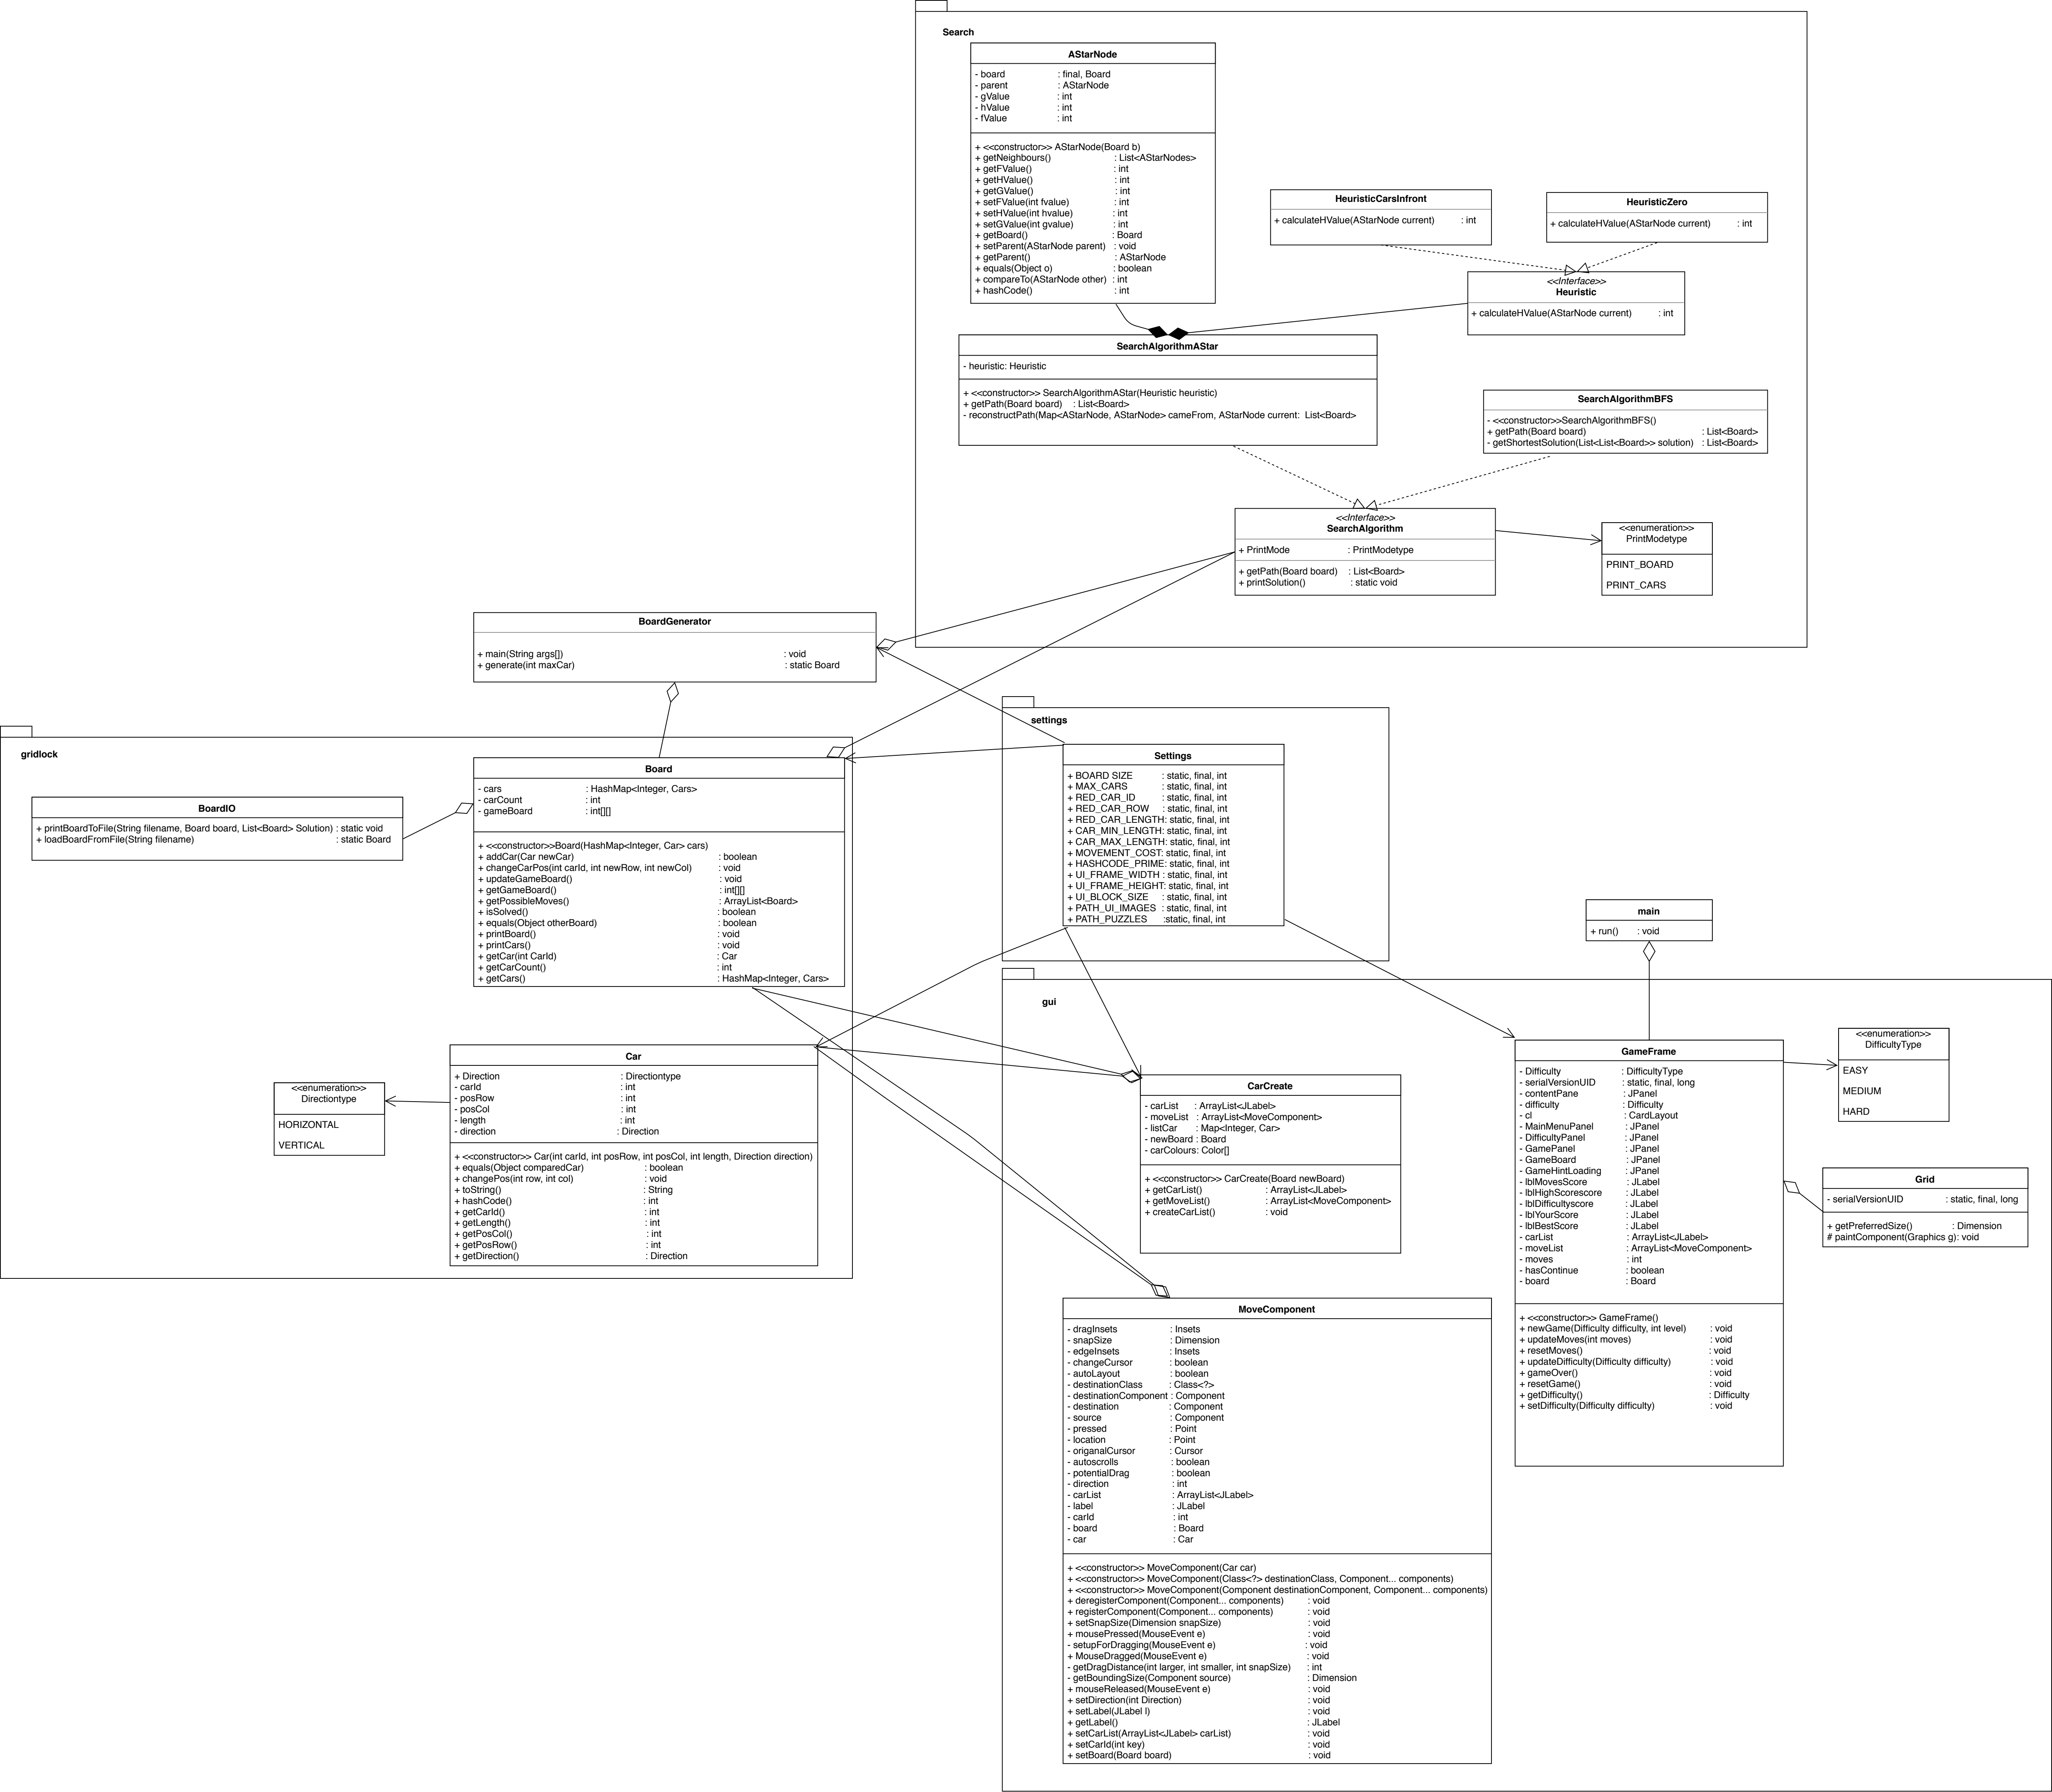 Search
AStarNode
- board : final, Board
- parent : AStarNode
- gValue : int
- hValue : int
- fValue : int
+ <<constructor>> AStarNode(Board b)
+ getNeighbours() : List<AStarNodes>
+ getFValue() : int
+ getHValue() : int
+ getGValue() : int
+ setFValue(int fvalue) : int
+ setHValue(int hvalue) : int
+ setGValue(int gvalue) : int
+ getBoard() : Board
+ setParent(AStarNode parent) : void
+ getParent() : AStarNode
+ equals(Object o) : boolean
+ compareTo(AStarNode other) : int
+ hashCode() : int
HeuristicCarsInfront
+ calculateHValue(AStarNode current) : int
HeuristicZero
+ calculateHValue(AStarNode current) : int
<<Interface>>
Heuristic
+ calculateHValue(AStarNode current) : int
SearchAlgorithmAStar
- heuristic: Heuristic
+ <<constructor>> SearchAlgorithmAStar(Heuristic heuristic)
+ getPath(Board board) : List<Board>
- reconstructPath(Map<AStarNode, AStarNode> cameFrom, AStarNode current: List<Board>
SearchAlgorithmBFS
- <<constructor>>SearchAlgorithmBFS()
+ getPath(Board board) : List<Board>
- getShortestSolution(List<List<Board>> solution) : List<Board>
<<Interface>>
SearchAlgorithm
+ PrintMode : PrintModetype
+ getPath(Board board) : List<Board>
+ printSolution() : static void
<<enumeration>>
PrintModetype
PRINT_BOARD
PRINT_CARS
BoardGenerator
+ main(String args[]) : void
+ generate(int maxCar) : static Board
gridlock
BoardIO
+ printBoardToFile(String filename, Board board, List<Board> Solution) : static void
+ loadBoardFromFile(String filename) : static Board
Board
- cars : HashMap<Integer, Cars>
- carCount : int
- gameBoard : int[][]
+ <<constructor>>Board(HashMap<Integer, Car> cars)
+ addCar(Car newCar) : boolean
+ changeCarPos(int carId, int newRow, int newCol) : void
+ updateGameBoard() : void
+ getGameBoard() : int[][]
+ getPossibleMoves() : ArrayList<Board>
+ isSolved() : boolean
+ equals(Object otherBoard) : boolean
+ printBoard() : void
+ printCars() : void
+ getCar(int CarId) : Car
+ getCarCount() : int
+ getCars() : HashMap<Integer, Cars>
<<enumeration>>
Directiontype
HORIZONTAL
VERTICAL
Car
+ Direction : Directiontype
- carId : int
- posRow : int
- posCol : int
- length : int
- direction : Direction
+ <<constructor>> Car(int carId, int posRow, int posCol, int length, Direction direction)
+ equals(Object comparedCar) : boolean
+ changePos(int row, int col) : void
+ toString() : String
+ hashCode() : int
+ getCarId() : int
+ getLength() : int
+ getPosCol() : int
+ getPosRow() : int
+ getDirection() : Direction
settings
Settings
+ BOARD SIZE : static, final, int
+ MAX_CARS : static, final, int
+ RED_CAR_ID : static, final, int
+ RED_CAR_ROW : static, final, int
+ RED_CAR_LENGTH: static, final, int
+ CAR_MIN_LENGTH: static, final, int
+ CAR_MAX_LENGTH: static, final, int
+ MOVEMENT_COST: static, final, int
+ HASHCODE_PRIME: static, final, int
+ UI_FRAME_WIDTH : static, final, int
+ UI_FRAME_HEIGHT: static, final, int
+ UI_BLOCK_SIZE : static, final, int
+ PATH_UI_IMAGES : static, final, int
+ PATH_PUZZLES :static, final, int
main
+ run() : void
gui
CarCreate
- carList : ArrayList<JLabel>
- moveList : ArrayList<MoveComponent>
- listCar : Map<Integer, Car>
- newBoard : Board
- carColours: Color[]
+ <<constructor>> CarCreate(Board newBoard)
+ getCarList() : ArrayList<JLabel>
+ getMoveList() : ArrayList<MoveComponent>
+ createCarList() : void
GameFrame
- Difficulty : DifficultyType
- serialVersionUID : static, final, long
- contentPane : JPanel
- difficulty : Difficulty
- cl : CardLayout
- MainMenuPanel : JPanel
- DifficultyPanel : JPanel
- GamePanel : JPanel
- GameBoard : JPanel
- GameHintLoading : JPanel
- lblMovesScore : JLabel
- lblHighScorescore : JLabel
- lblDifficultyscore : JLabel
- lblYourScore : JLabel
- lblBestScore : JLabel
- carList : ArrayList<JLabel>
- moveList : ArrayList<MoveComponent>
- moves : int
- hasContinue : boolean
- board : Board
+ <<constructor>> GameFrame()
+ newGame(Difficulty difficulty, int level) : void
+ updateMoves(int moves) : void
+ resetMoves() : void
+ updateDifficulty(Difficulty difficulty) : void
+ gameOver() : void
+ resetGame() : void
+ getDifficulty() : Difficulty
+ setDifficulty(Difficulty difficulty) : void
<<enumeration>>
DifficultyType
EASY
MEDIUM
HARD
Grid
- serialVersionUID : static, final, long
+ getPreferredSize() : Dimension
# paintComponent(Graphics g): void
MoveComponent
- dragInsets : Insets
- snapSize : Dimension
- edgeInsets : Insets
- changeCursor : boolean
- autoLayout : boolean
- destinationClass : Class<?>
- destinationComponent : Component
- destination : Component
- source : Component
- pressed : Point
- location : Point
- origanalCursor : Cursor
- autoscrolls : boolean
- potentialDrag : boolean
- direction : int
- carList : ArrayList<JLabel>
- label : JLabel
- carId : int
- board : Board
- car : Car
+ <<constructor>> MoveComponent(Car car)
+ <<constructor>> MoveComponent(Class<?> destinationClass, Component... components)
+ <<constructor>> MoveComponent(Component destinationComponent, Component... components)
+ deregisterComponent(Component... components) : void
+ registerComponent(Component... components) : void
+ setSnapSize(Dimension snapSize) : void
+ mousePressed(MouseEvent e) : void
- setupForDragging(MouseEvent e) : void
+ MouseDragged(MouseEvent e) : void
- getDragDistance(int larger, int smaller, int snapSize) : int
- getBoundingSize(Component source) : Dimension
+ mouseReleased(MouseEvent e) : void
+ setDirection(int Direction) : void
+ setLabel(JLabel l) : void
+ getLabel() : JLabel
+ setCarList(ArrayList<JLabel> carList) : void
+ setCarId(int key) : void
+ setBoard(Board board) : void